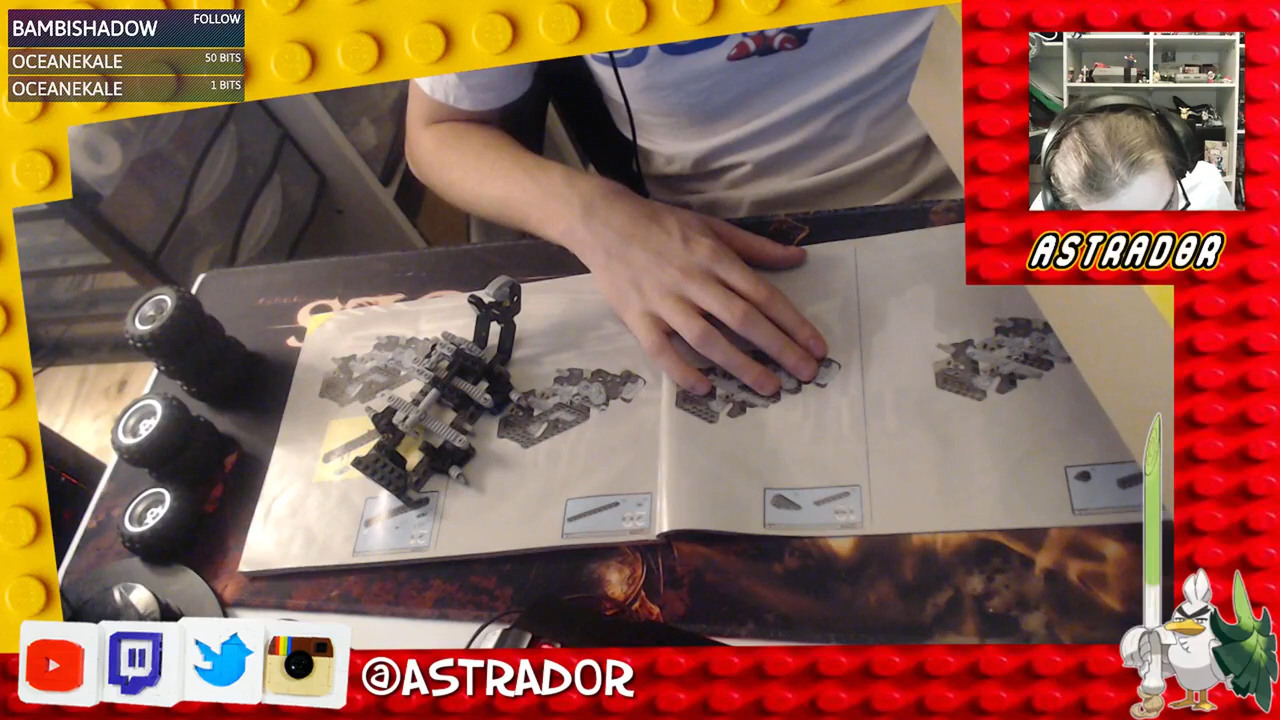 BAMBISHADOW FOLLOW
OCEANEKALE 50 BITS
OCEANEKALE 1 BITS
ASTRADOR
@ASTRADOR